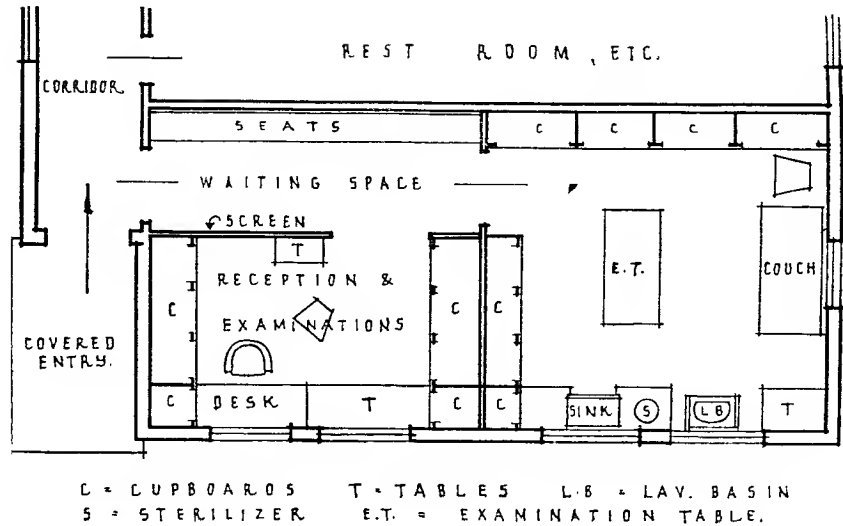 REST ROOM, ETC.
CORRIDOR
SEATS
C C C C
WAITING SPACE
SCREEN
T
RECEPTION &
EXAMINATIONS
C
C
C
E.T.
COUCH
COVERED
ENTRY.
C
DESK
T
C
C
SINK
S
LB
T
C = CUPBOARDS T = TABLES L.B = LAV. BASIN
S = STERILIZER E.T. = EXAMINATION TABLE.